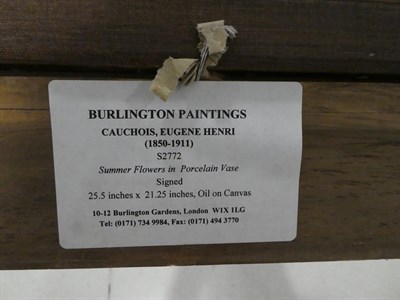 BURLINGTON PAINTINGS
CAUCHOIS, EUGENE HENRI
(1850-1911)
S2772
Summer Flowers in Porcelain Vase
Signed
25.5 inches x 21.25 inches, Oil on Canvas
10-12 Burlington Gardens, London WIX 1LG
Tel: (0171) 734 9984, Fax: (0171) 494 3770